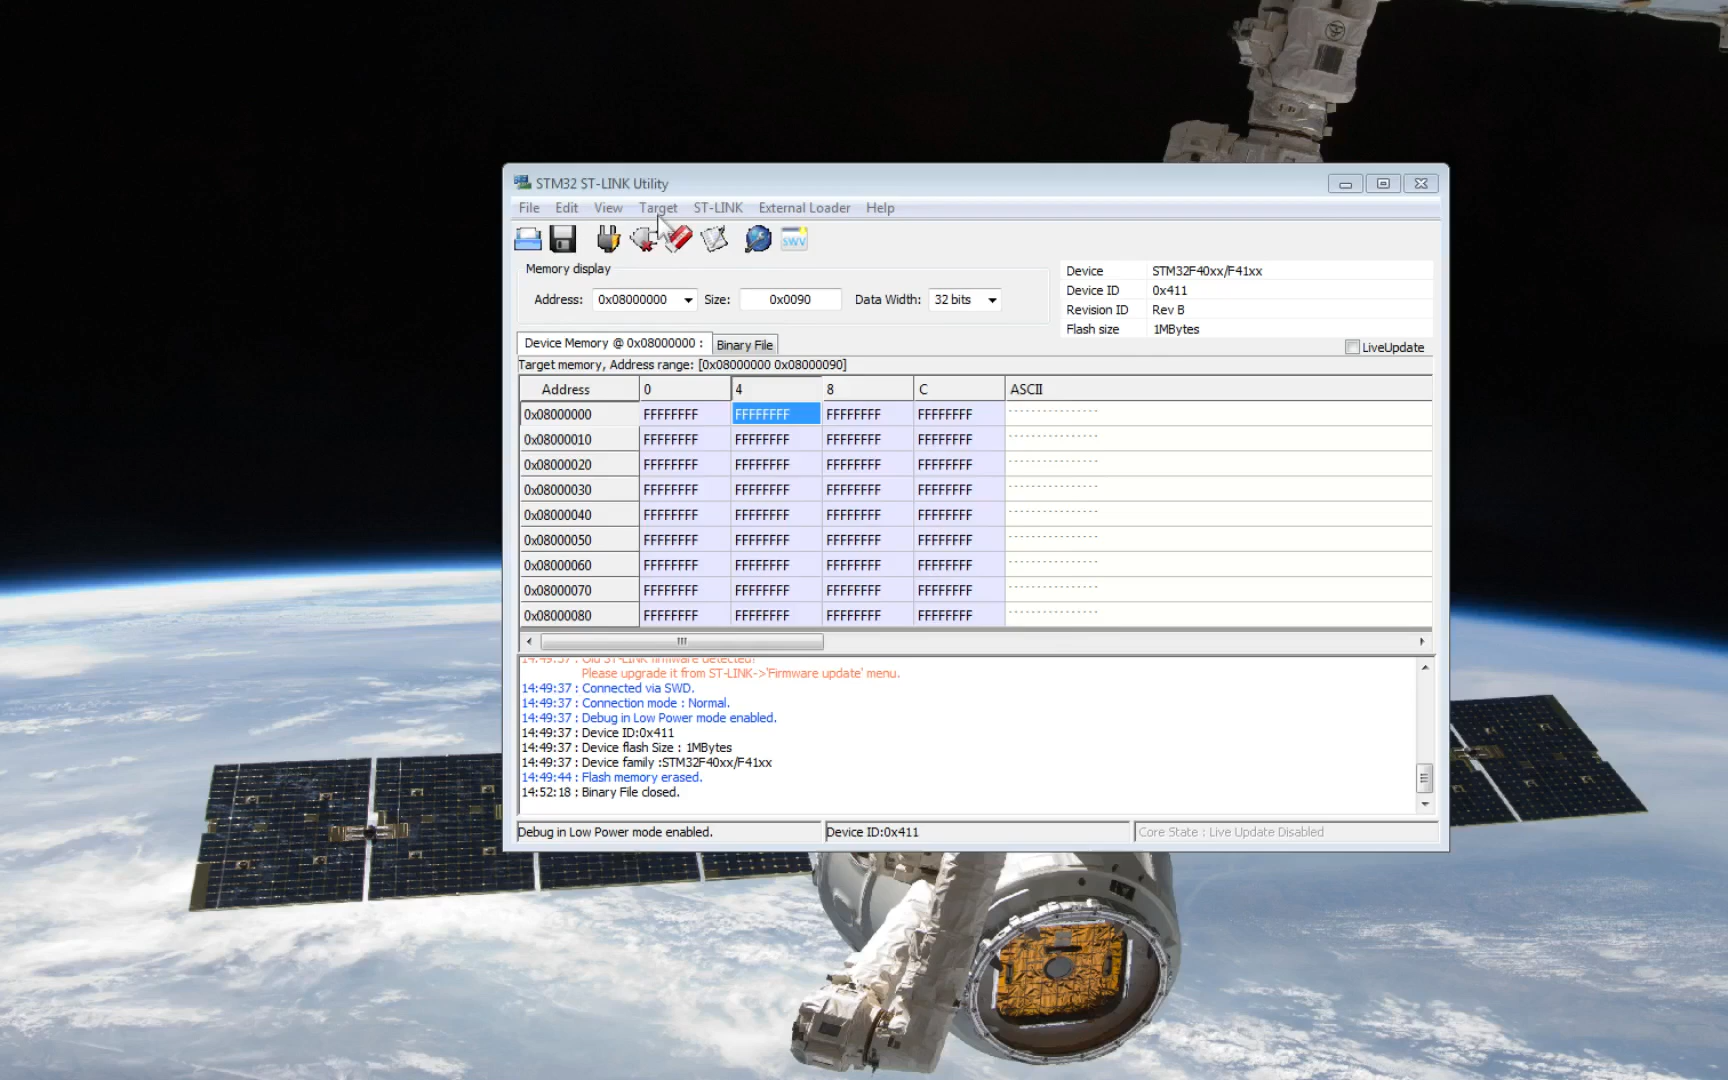 STM32 ST-LINK Utility
File Edit View Target ST-LINK External Loader Help
SWV
Memory display
Address: 0x08000000 Size: 0x0090 Data Width: 32 bits
Device STM32F40xx/F41xx
Device ID 0x411
Revision ID Rev B
Flash size 1MBytes
LiveUpdate
Device Memory @ 0x08000000 : Binary File
Target memory, Address range: [0x08000000 0x08000090]
Address 0 4 8 C ASCII
0x08000000 FFFFFFFF FFFFFFFF FFFFFFFF FFFFFFFF
0x08000010 FFFFFFFF FFFFFFFF FFFFFFFF FFFFFFFF
0x08000020 FFFFFFFF FFFFFFFF FFFFFFFF FFFFFFFF
0x08000030 FFFFFFFF FFFFFFFF FFFFFFFF FFFFFFFF
0x08000040 FFFFFFFF FFFFFFFF FFFFFFFF FFFFFFFF
0x08000050 FFFFFFFF FFFFFFFF FFFFFFFF FFFFFFFF
0x08000060 FFFFFFFF FFFFFFFF FFFFFFFF FFFFFFFF
0x08000070 FFFFFFFF FFFFFFFF FFFFFFFF FFFFFFFF
0x08000080 FFFFFFFF FFFFFFFF FFFFFFFF FFFFFFFF
14:49:37 : Old ST-LINK firmware detected!
Please upgrade it from ST-LINK->'Firmware update' menu.
14:49:37 : Connected via SWD.
14:49:37 : Connection mode : Normal.
14:49:37 : Debug in Low Power mode enabled.
14:49:37 : Device ID:0x411
14:49:37 : Device flash Size : 1MBytes
14:49:37 : Device family :STM32F40xx/F41xx
14:49:44 : Flash memory erased.
14:52:18 : Binary File closed.
Debug in Low Power mode enabled. Device ID:0x411 Core State : Live Update Disabled